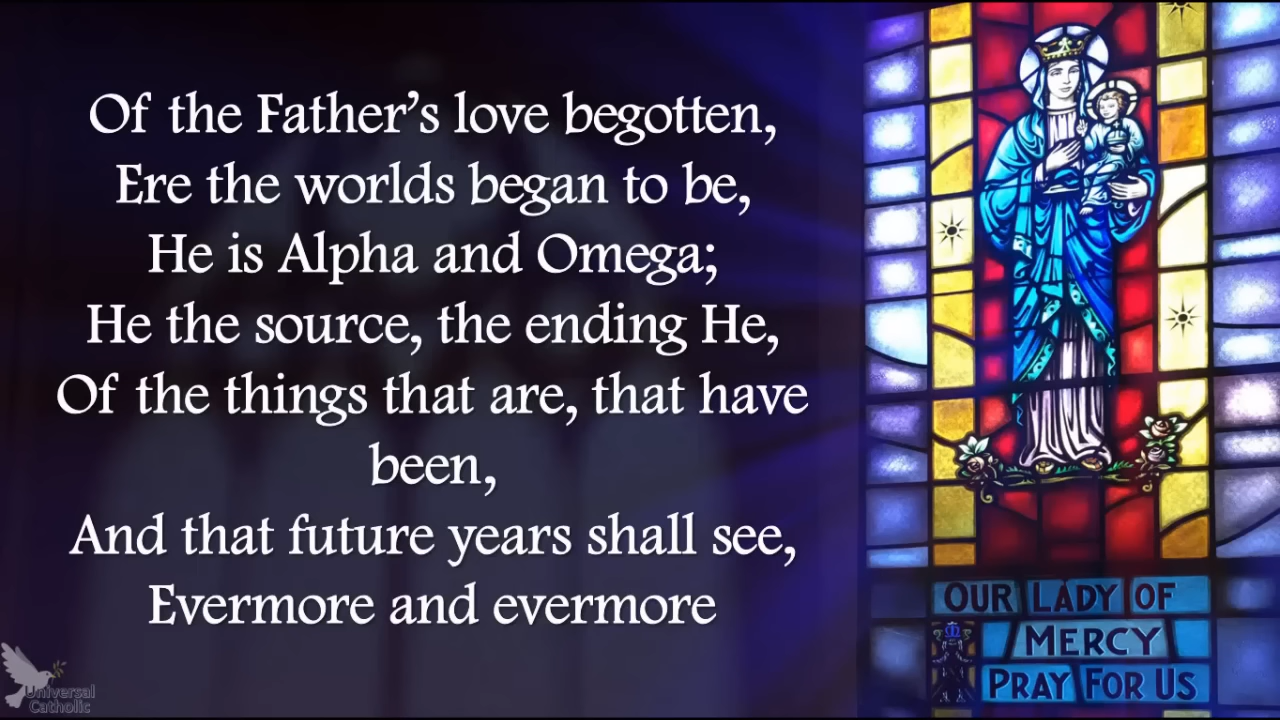 Of the Father’s love begotten,
Ere the worlds began to be,
He is Alpha and Omega;
He the source, the ending He,
Of the things that are, that have
been,
And that future years shall see,
Evermore and evermore
OUR LADY OF
MERCY
PRAY FOR US
Universal
Catholic